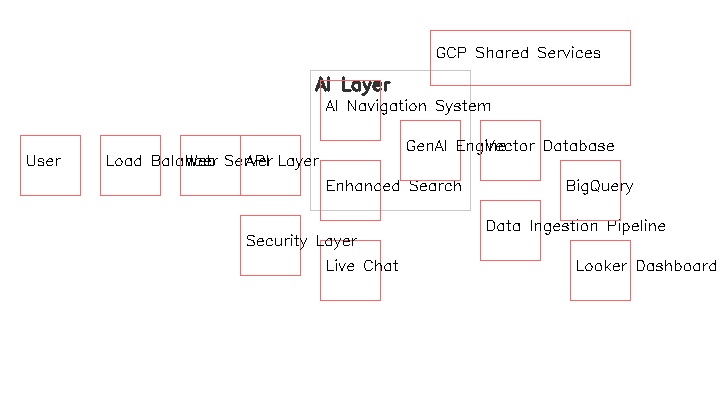 GCP Shared Services
AI Layer
AI Navigation System
GenAI Engine
Vector Database
User
Load Balancer
Web Server
API Layer
Enhanced Search
BigQuery
Data Ingestion Pipeline
Security Layer
Live Chat
Looker Dashboard